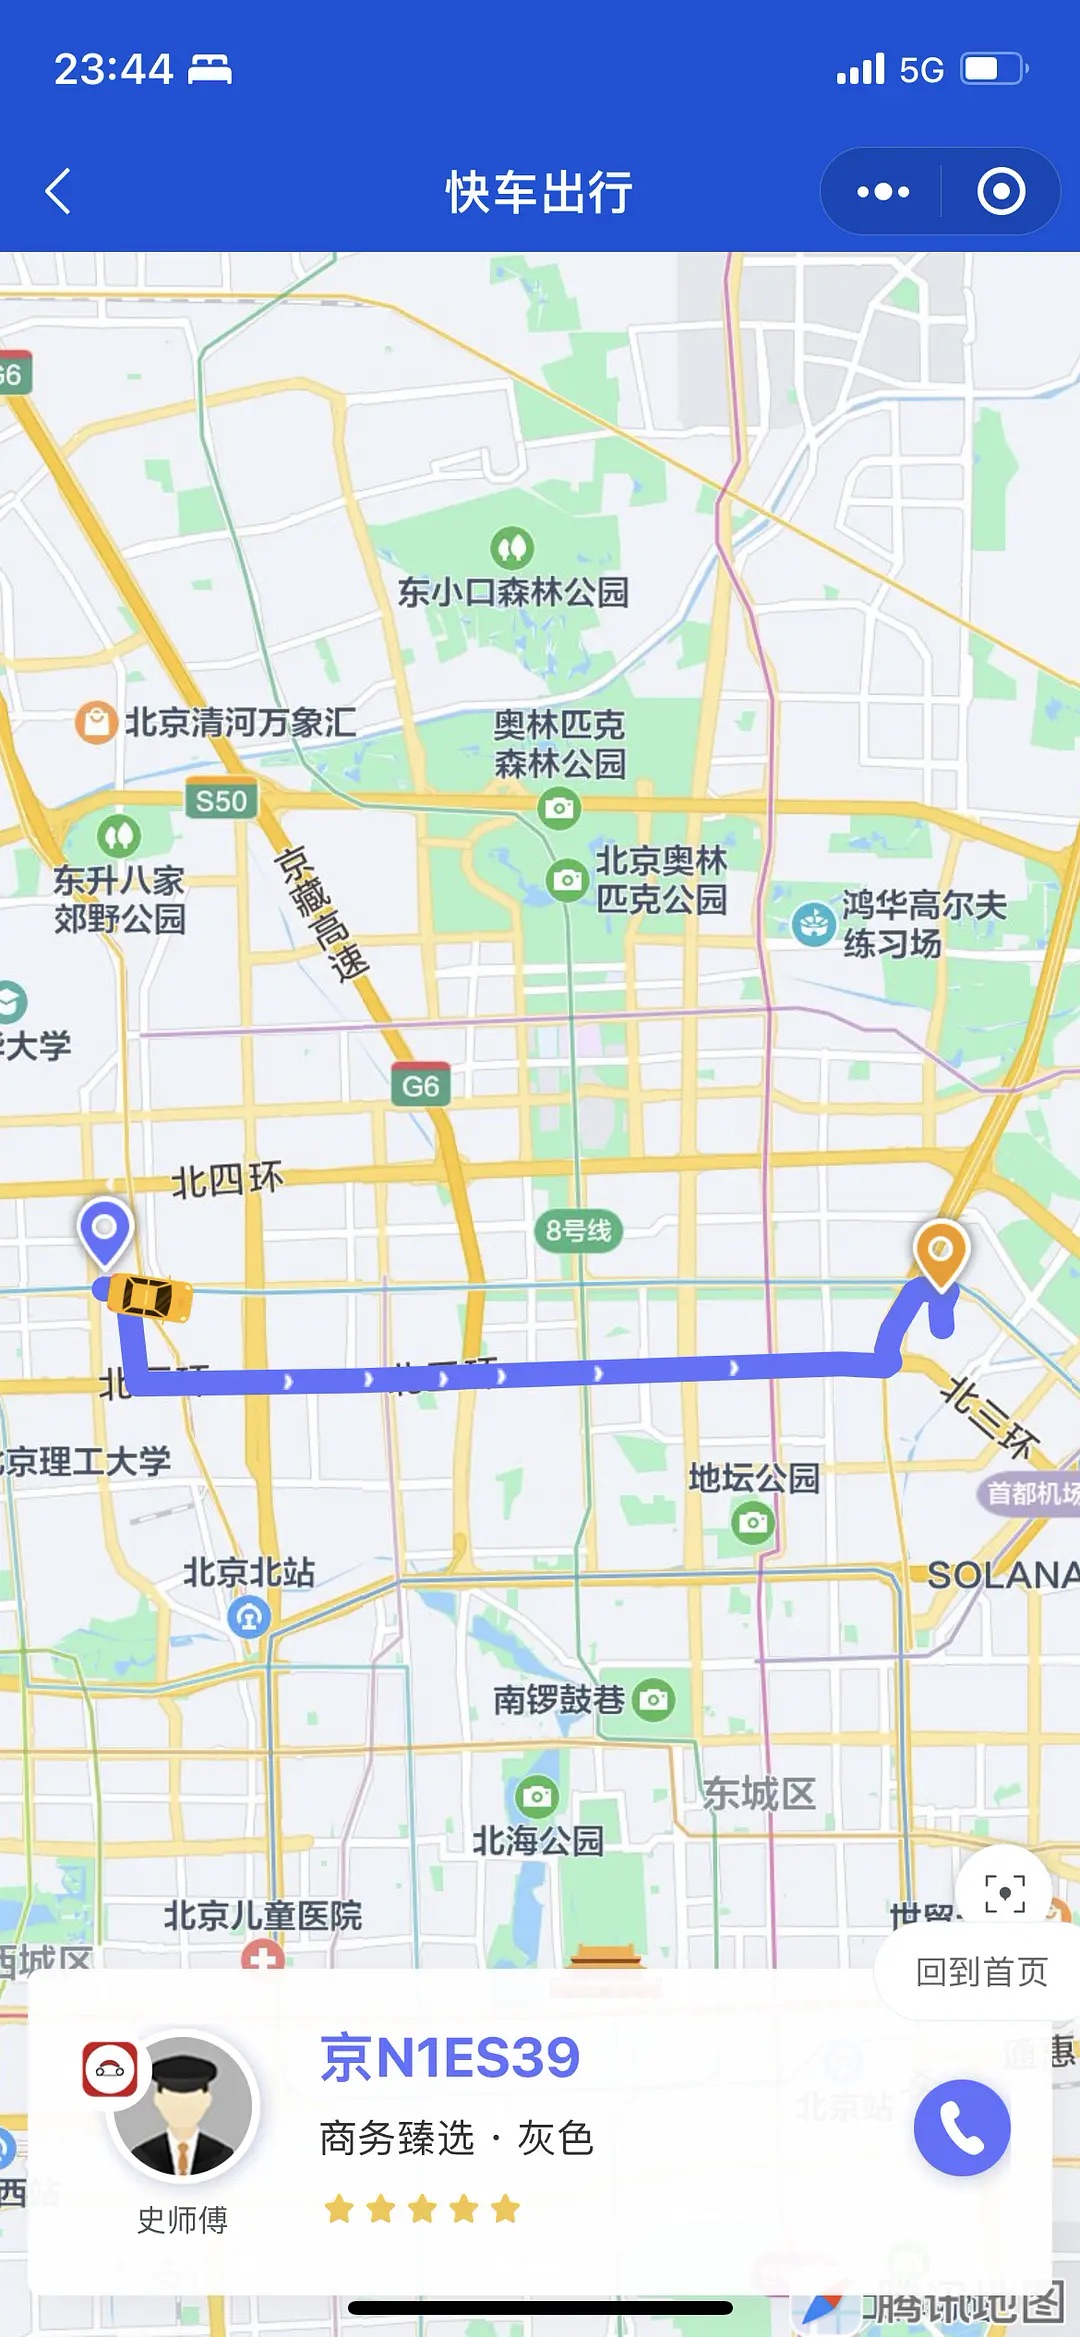 23:44
5G
快车出行
G6
东小口森林公园
北京清河万象汇
奥林匹克
森林公园
S50
东升八家
郊野公园
京藏高速
北京奥林
匹克公园
鸿华高尔夫
练习场
大学
G6
北四环
8号线
北三环
京理工大学
地坛公园
首都机场
北京北站
SOLANA
南锣鼓巷
东城区
北海公园
北京儿童医院
世贸
西城区
回到首页
京N1ES39
惠
北京站
商务臻选 · 灰色
西站
史师傅
腾讯地图